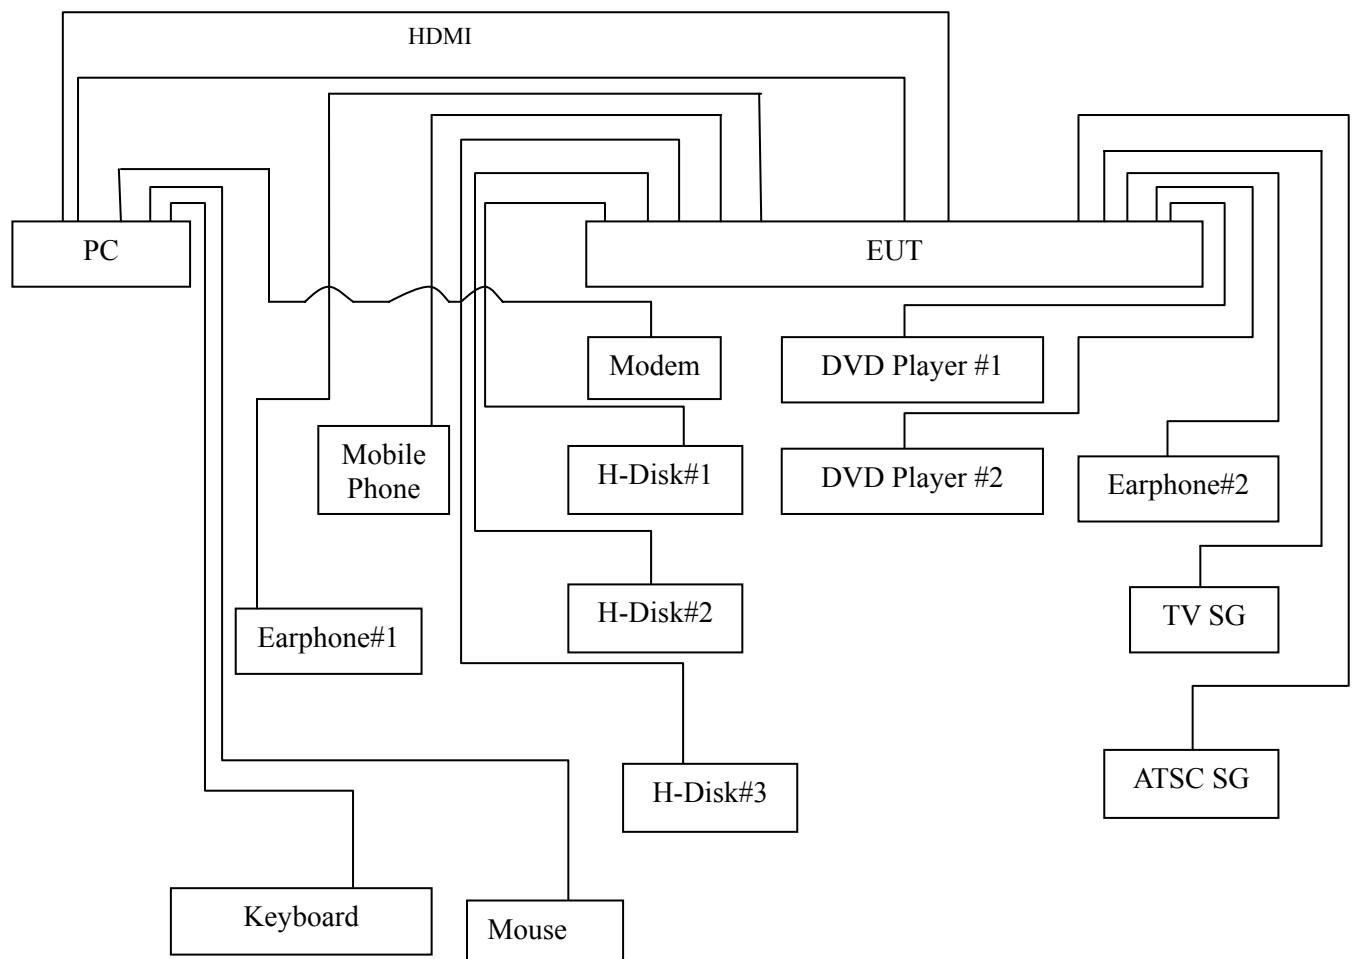 HDMI
PC
EUT
Modem
DVD Player #1
Mobile
Phone
H-Disk#1
DVD Player #2
Earphone#2
H-Disk#2
TV SG
Earphone#1
H-Disk#3
ATSC SG
Keyboard
Mouse